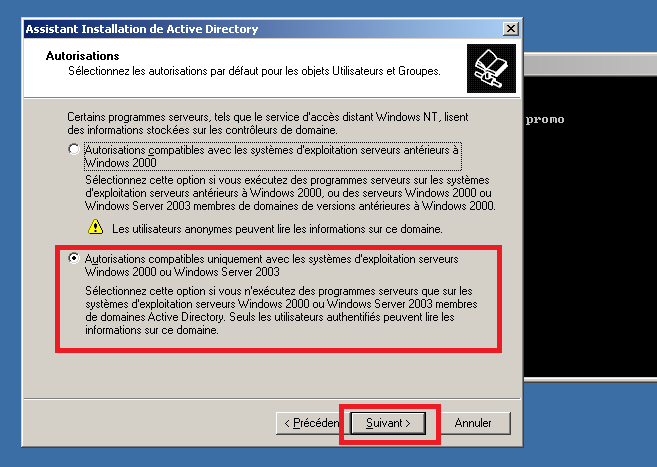 Assistant Installation de Active Directory
Autorisations
Sélectionnez les autorisations par défaut pour les objets Utilisateurs et Groupes.
Certains programmes serveurs, tels que le service d'accès distant Windows NT, lisent
des informations stockées sur les contrôleurs de domaine.
Autorisations compatibles avec les systèmes d'exploitation serveurs antérieurs à
Windows 2000
Sélectionnez cette option si vous exécutez des programmes serveurs sur les systèmes
d'exploitation serveurs antérieurs à Windows 2000, ou des serveurs Windows 2000 ou
Windows Server 2003 membres de domaines de versions antérieures à Windows 2000.
Les utilisateurs anonymes peuvent lire les informations sur ce domaine.
Autorisations compatibles uniquement avec les systèmes d'exploitation serveurs
Windows 2000 ou Windows Server 2003
Sélectionnez cette option si vous n'exécutez des programmes serveurs que sur les
systèmes d'exploitation serveurs Windows 2000 ou Windows Server 2003 membres
de domaines Active Directory. Seuls les utilisateurs authentifiés peuvent lire les
informations sur ce domaine.
< Précéden
Suivant >
Annuler
promo